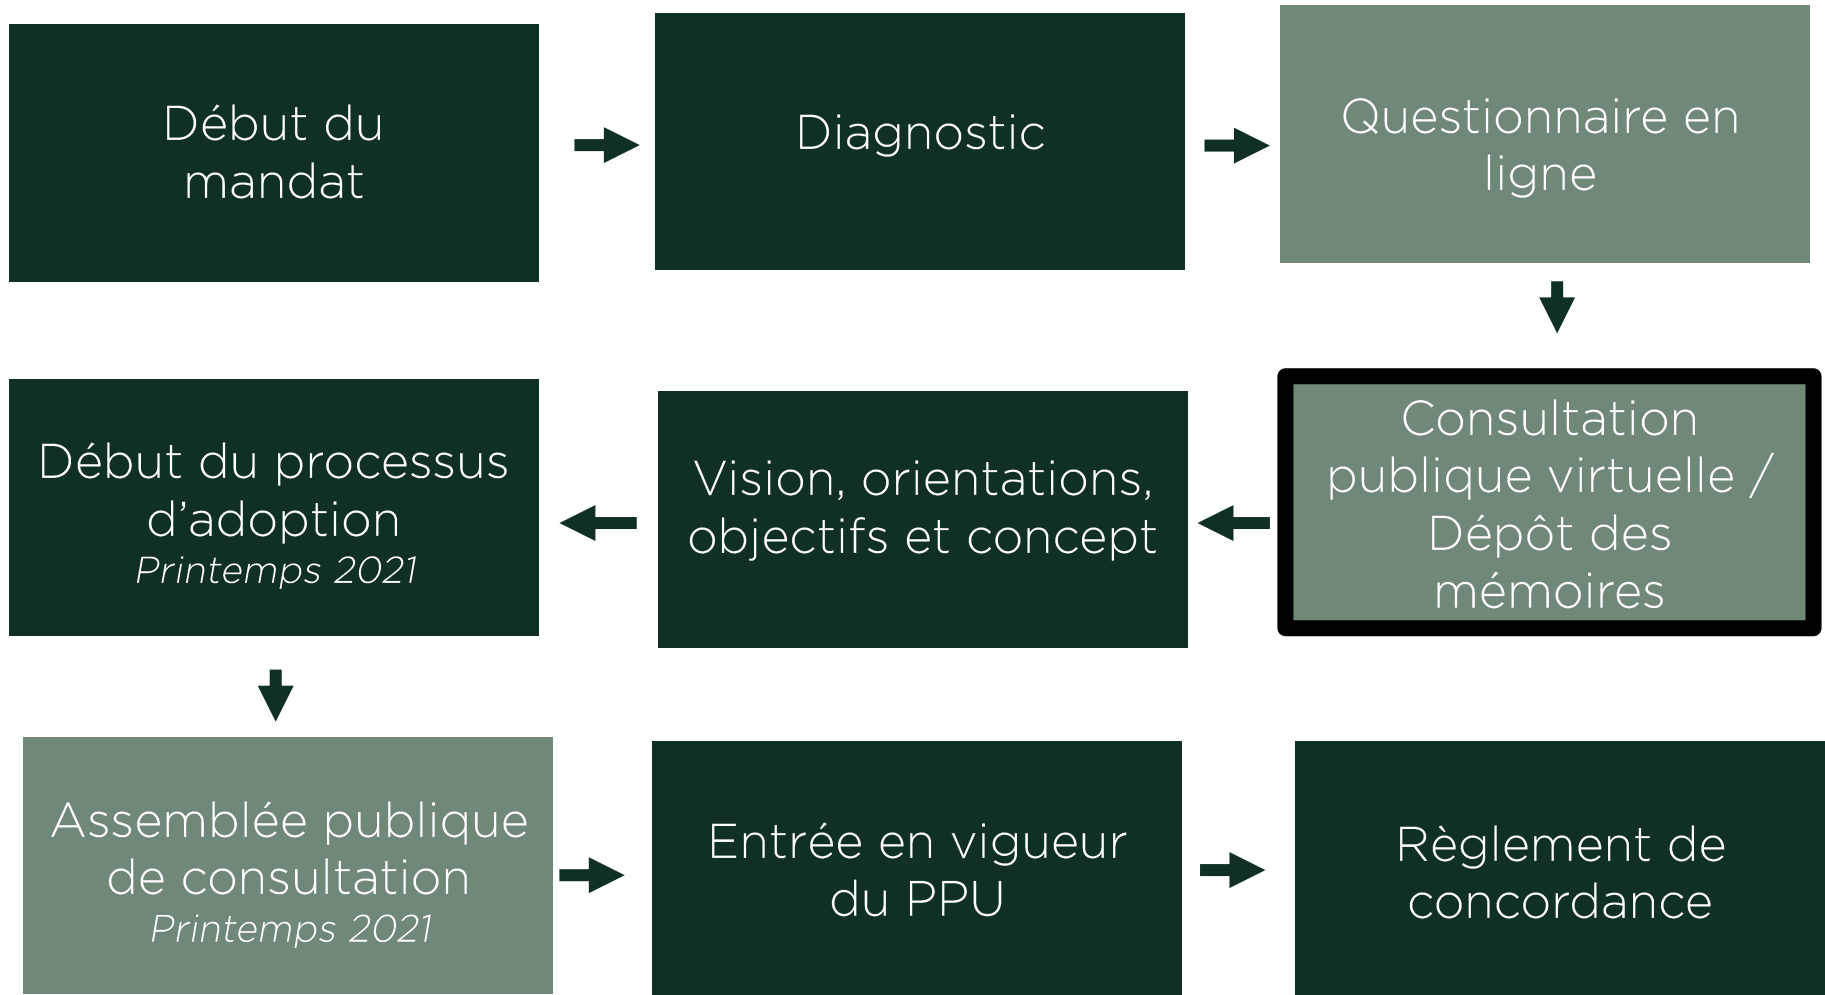 Début du
mandat
Diagnostic
Questionnaire en
ligne
Consultation
publique virtuelle /
Dépôt des
mémoires
Vision, orientations,
objectifs et concept
Début du processus
d’adoption
Printemps 2021
Assemblée publique
de consultation
Printemps 2021
Entrée en vigueur
du PPU
Règlement de
concordance